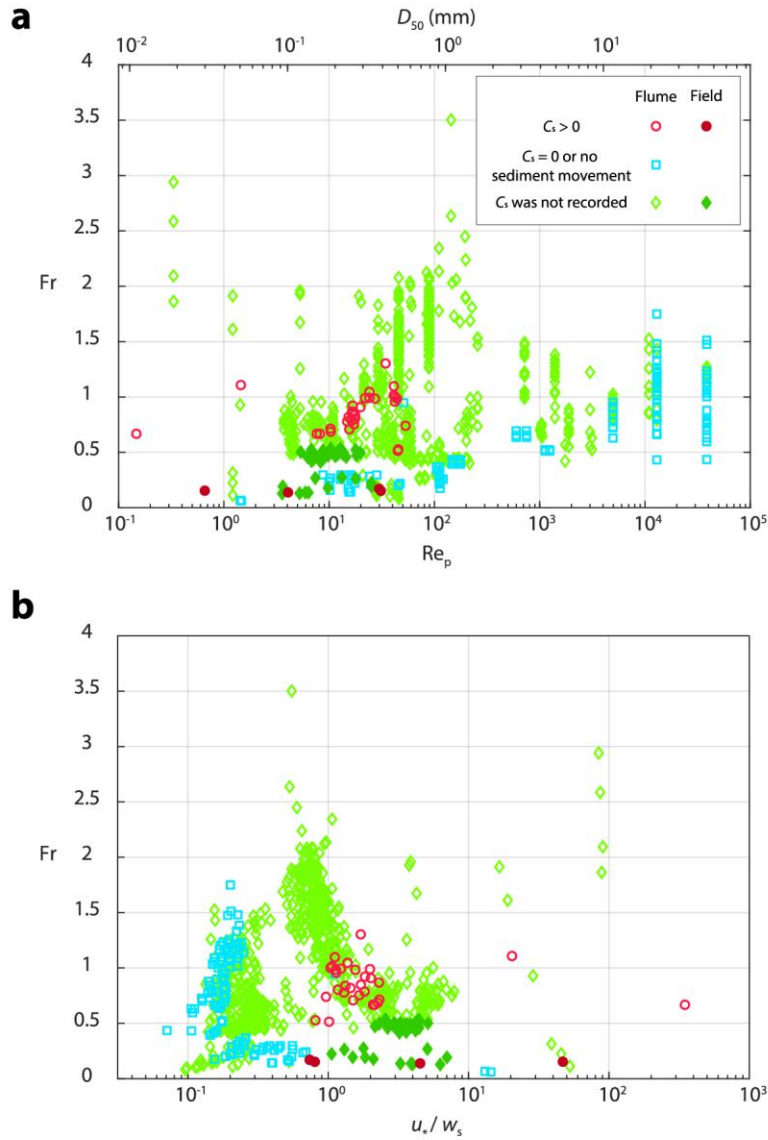 a
D50 (mm)
10-2 10-1 100 101
4
3.5
3
2.5
2
1.5
1
0.5
0
Fr
Flume Field
Cs > 0
Cs = 0 or no
sediment movement
Cs was not recorded
10-1 100 101 102 103 104 105
Rep
b
4
3.5
3
2.5
2
1.5
1
0.5
0
Fr
10-1 100 101 102 103
u* / ws